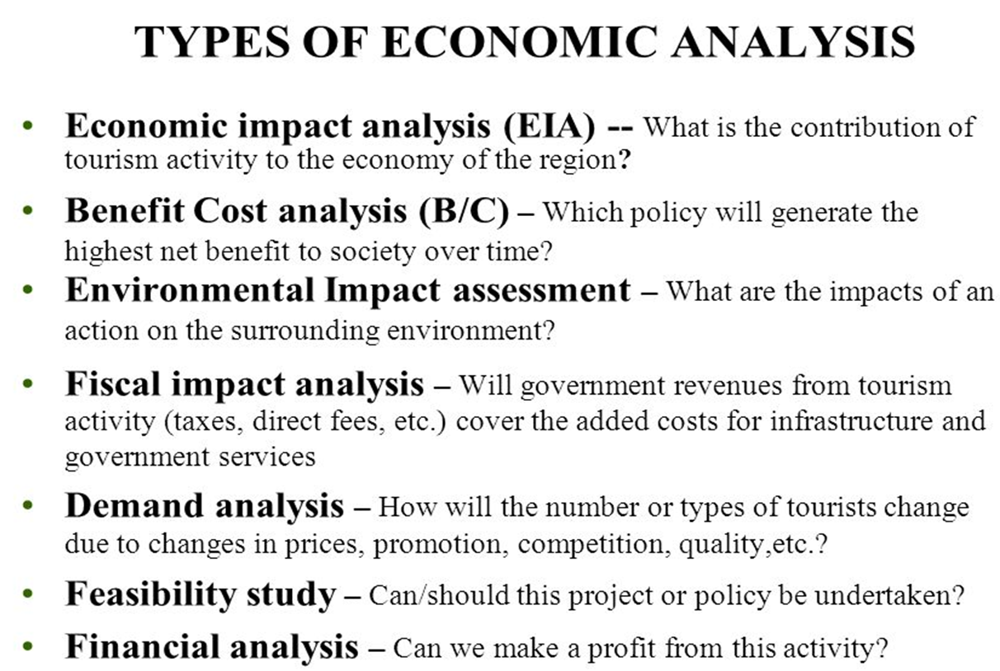 TYPES OF ECONOMIC ANALYSIS
• Economic impact analysis (EIA) -- What is the contribution of
tourism activity to the economy of the region?
• Benefit Cost analysis (B/C) – Which policy will generate the
highest net benefit to society over time?
• Environmental Impact assessment – What are the impacts of an
action on the surrounding environment?
• Fiscal impact analysis – Will government revenues from tourism
activity (taxes, direct fees, etc.) cover the added costs for infrastructure and
government services
• Demand analysis – How will the number or types of tourists change
due to changes in prices, promotion, competition, quality,etc.?
• Feasibility study – Can/should this project or policy be undertaken?
• Financial analysis – Can we make a profit from this activity?